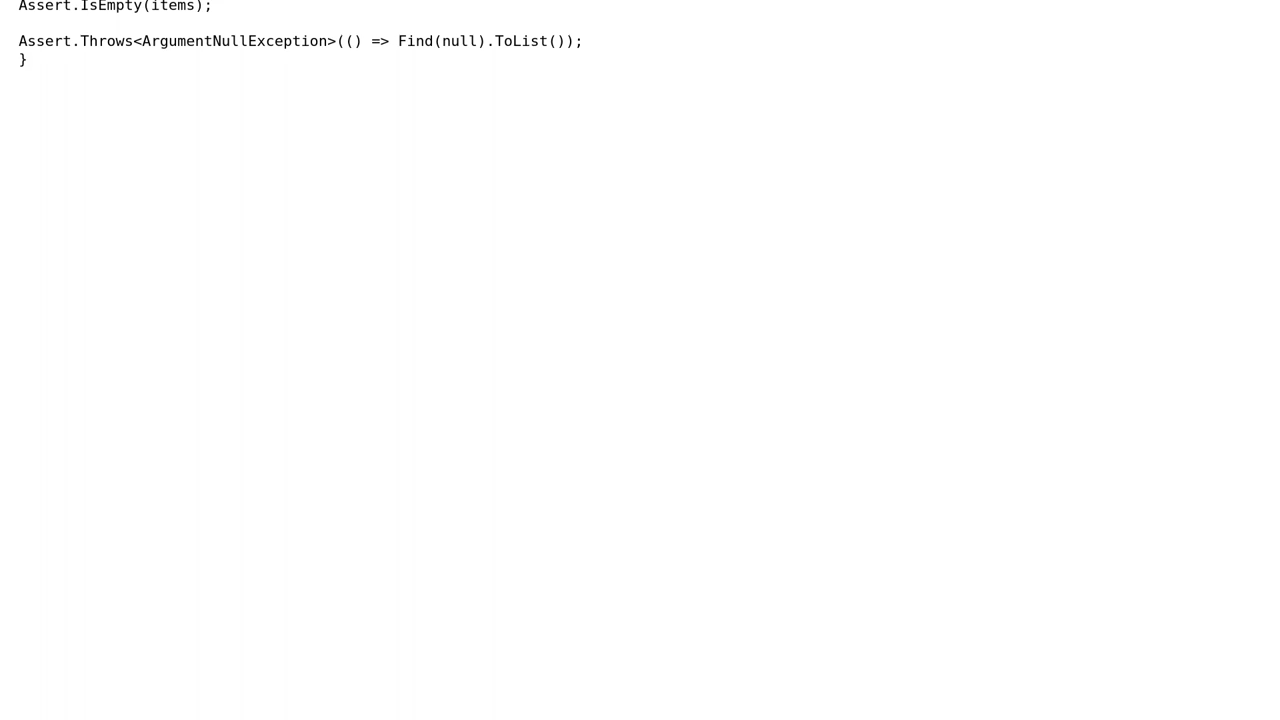 Assert.IsEmpty(items);

Assert.Throws<ArgumentNullException>(() => Find(null).ToList());
}